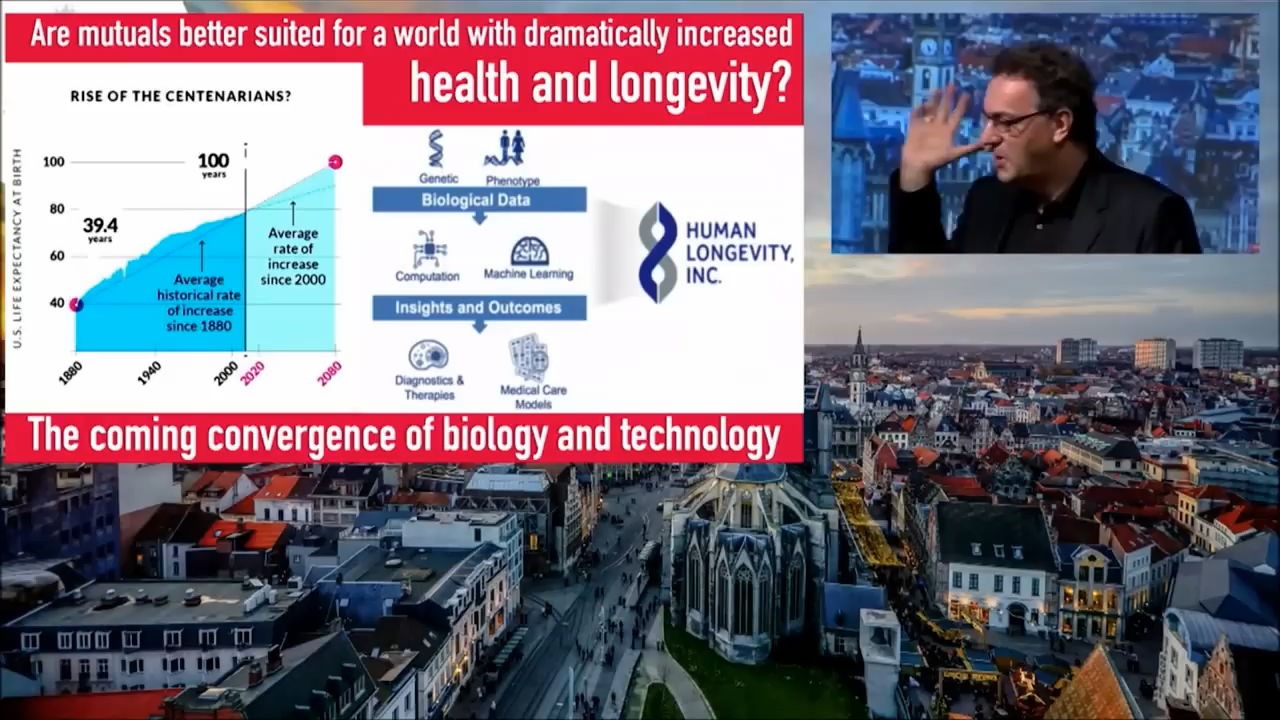 Are mutuals better suited for a world with dramatically increased
health and longevity?
RISE OF THE CENTENARIANS?
U.S. LIFE EXPECTANCY AT BIRTH
100
80
60
40
39.4
years
100
years
Average
historical rate
of increase
since 1880
Average
rate of
increase
since 2000
1880
1940
2000
2020
2080
Genetic
Phenotype
Biological Data
Computation
Machine Learning
Insights and Outcomes
Diagnostics &
Therapies
Medical Care
Models
HUMAN
LONGEVITY,
INC.
The coming convergence of biology and technology